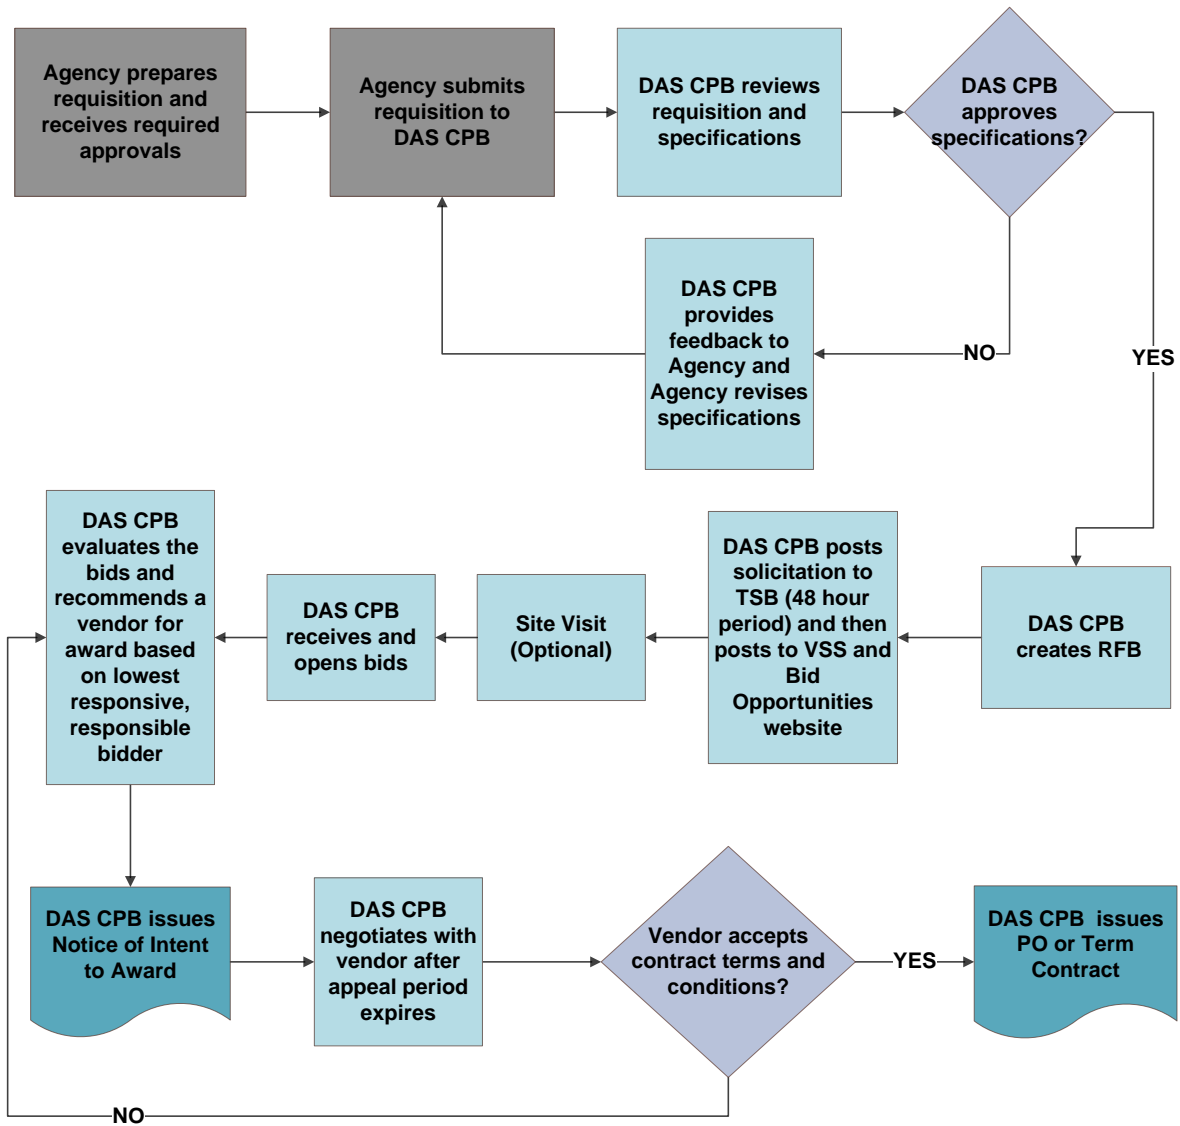 Agency prepares
requisition and
receives required
approvals
Agency submits
requisition to
DAS CPB
DAS CPB reviews
requisition and
specifications
DAS CPB
approves
specifications?
DAS CPB
provides
feedback to
Agency and
Agency revises
specifications
NO
YES
DAS CPB
evaluates the
bids and
recommends a
vendor for
award based
on lowest
responsive,
responsible
bidder
DAS CPB
receives and
opens bids
Site Visit
(Optional)
DAS CPB posts
solicitation to
TSB (48 hour
period) and then
posts to VSS and
Bid
Opportunities
website
DAS CPB
creates RFB
DAS CPB issues
Notice of Intent
to Award
DAS CPB
negotiates with
vendor after
appeal period
expires
Vendor accepts
contract terms and
conditions?
YES
DAS CPB  issues
PO or Term
Contract
NO